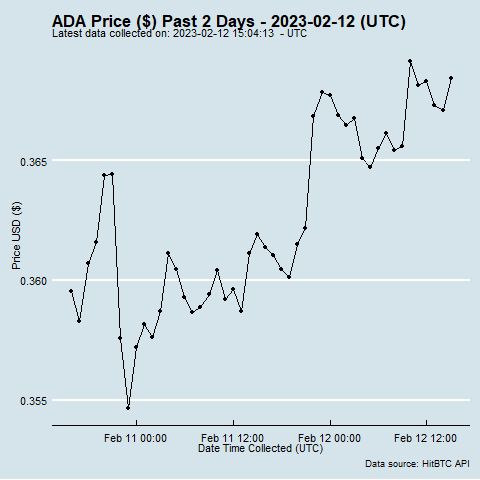 ADA Price ($) Past 2 Days - 2023-02-12 (UTC)
Latest data collected on: 2023-02-12 15:04:13 - UTC
0.365
0.360
0.355
Price USD ($)
Feb 11 00:00 Feb 11 12:00 Feb 12 00:00 Feb 12 12:00
Date Time Collected (UTC)
Data source: HitBTC API